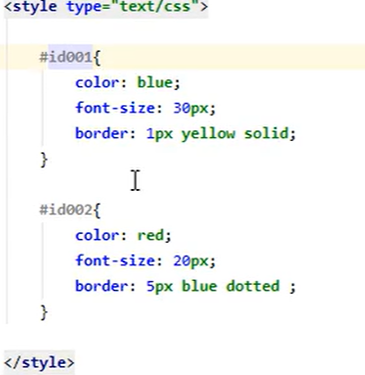 <style type="text/css">
#id001{
color: blue;
font-size: 30px;
border: 1px yellow solid;
}
#id002{
color: red;
font-size: 20px;
border: 5px blue dotted ;
}
</style>